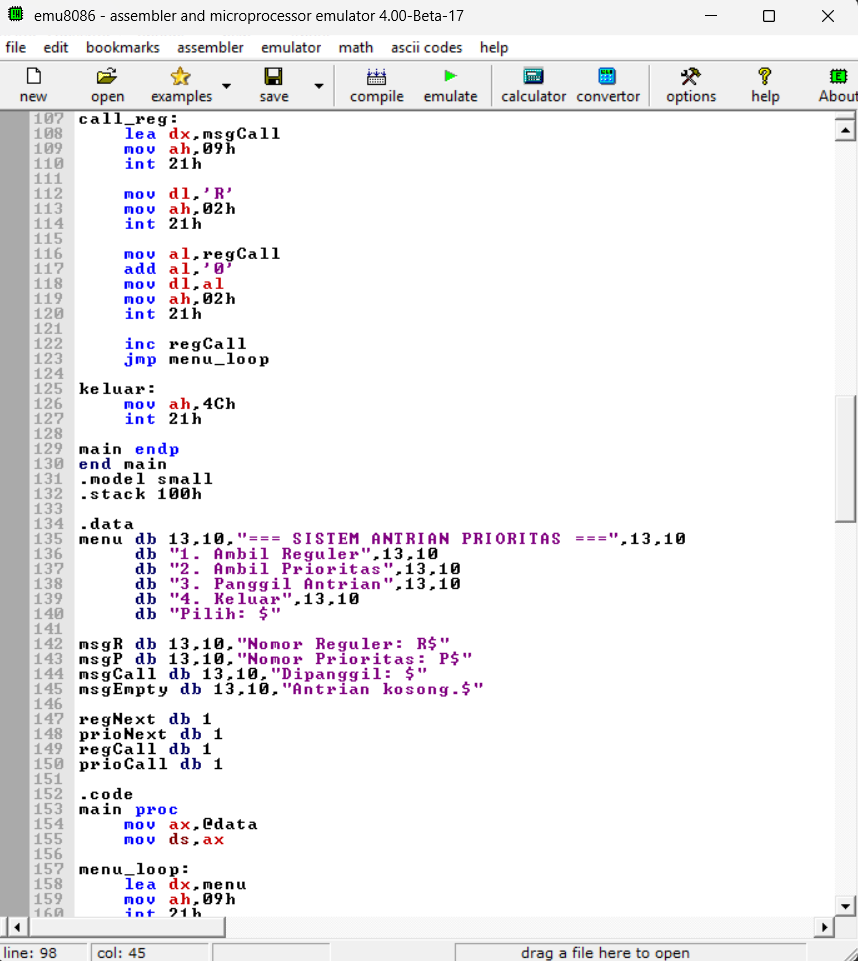 emu8086 - assembler and microprocessor emulator 4.00-Beta-17
file edit bookmarks assembler emulator math ascii codes help
new open examples save compile emulate calculator convertor options help About
107 call_reg:
108     lea dx,msgCall
109     mov ah,09h
110     int 21h
111
112     mov dl,'R'
113     mov ah,02h
114     int 21h
115
116     mov al,regCall
117     add al,'0'
118     mov dl,al
119     mov ah,02h
120     int 21h
121
122     inc regCall
123     jmp menu_loop
124
125 keluar:
126     mov ah,4Ch
127     int 21h
128
129 main endp
130 end main
131 .model small
132 .stack 100h
133
134 .data
135 menu db 13,10,"=== SISTEM ANTRIAN PRIORITAS ===",13,10
136      db "1. Ambil Reguler",13,10
137      db "2. Ambil Prioritas",13,10
138      db "3. Panggil Antrian",13,10
139      db "4. Keluar",13,10
140      db "Pilih: $"
141
142 msgR db 13,10,"Nomor Reguler: R$"
143 msgP db 13,10,"Nomor Prioritas: P$"
144 msgCall db 13,10,"Dipanggil: $"
145 msgEmpty db 13,10,"Antrian kosong.$"
146
147 regNext db 1
148 prioNext db 1
149 regCall db 1
150 prioCall db 1
151
152 .code
153 main proc
154     mov ax,@data
155     mov ds,ax
156
157 menu_loop:
158     lea dx,menu
159     mov ah,09h
160     int 21h
line: 98 col: 45 drag a file here to open